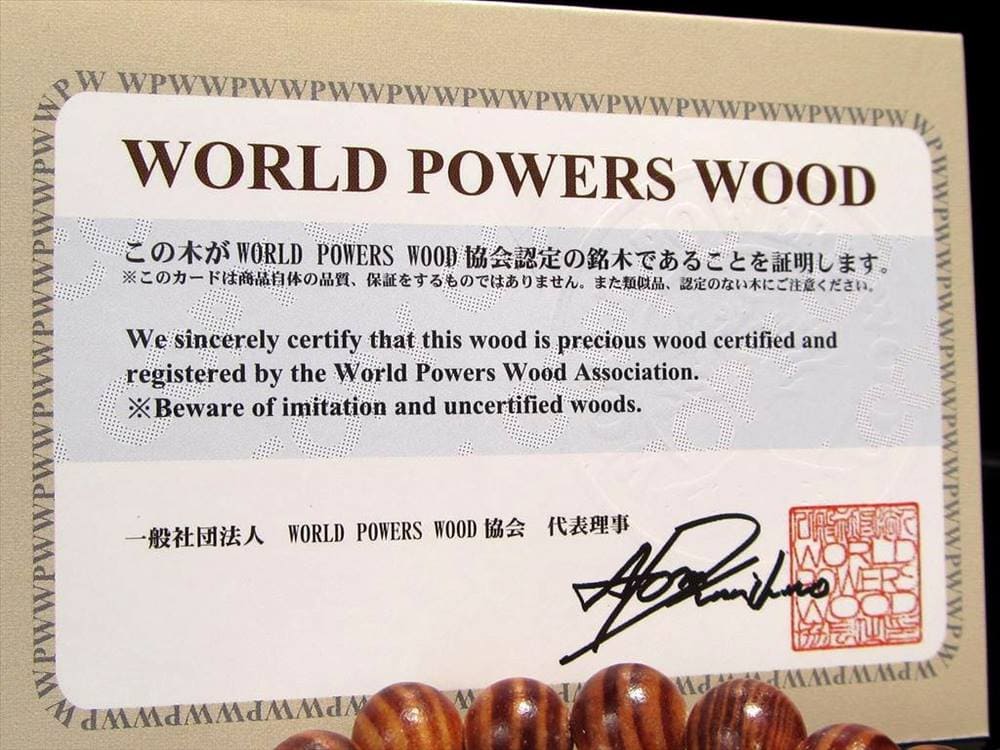 WORLD POWERS WOOD
この木がWORLD POWERS WOOD協会認定の銘木であることを証明します。
※このカードは商品自体の品質、保証をするものではありません。また類似品、認定のない木にご注意ください。
We sincerely certify that this wood is precious wood certified and
registered by the World Powers Wood Association.
※Beware of imitation and uncertified woods.
一般社団法人 WORLD POWERS WOOD協会 代表理事
WORLD
POWERS
WOOD